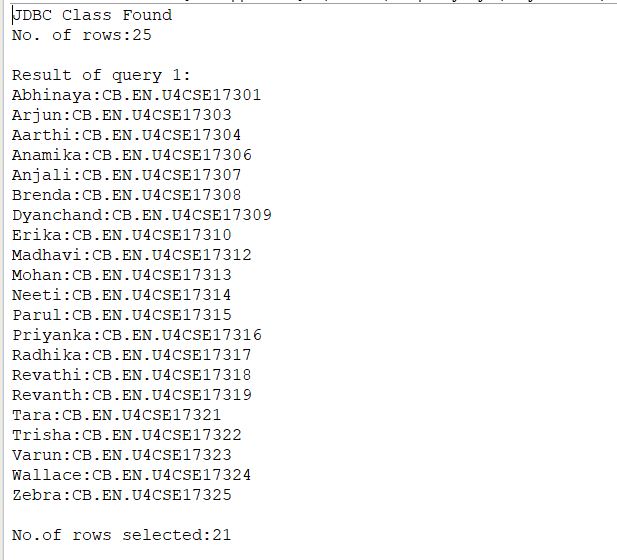 JDBC Class Found
No. of rows:25
Result of query 1:
Abhinaya:CB.EN.U4CSE17301
Arjun:CB.EN.U4CSE17303
Aarthi:CB.EN.U4CSE17304
Anamika:CB.EN.U4CSE17306
Anjali:CB.EN.U4CSE17307
Brenda:CB.EN.U4CSE17308
Dyanchand:CB.EN.U4CSE17309
Erika:CB.EN.U4CSE17310
Madhavi:CB.EN.U4CSE17312
Mohan:CB.EN.U4CSE17313
Neeti:CB.EN.U4CSE17314
Parul:CB.EN.U4CSE17315
Priyanka:CB.EN.U4CSE17316
Radhika:CB.EN.U4CSE17317
Revathi:CB.EN.U4CSE17318
Revanth:CB.EN.U4CSE17319
Tara:CB.EN.U4CSE17321
Trisha:CB.EN.U4CSE17322
Varun:CB.EN.U4CSE17323
Wallace:CB.EN.U4CSE17324
Zebra:CB.EN.U4CSE17325
No.of rows selected:21